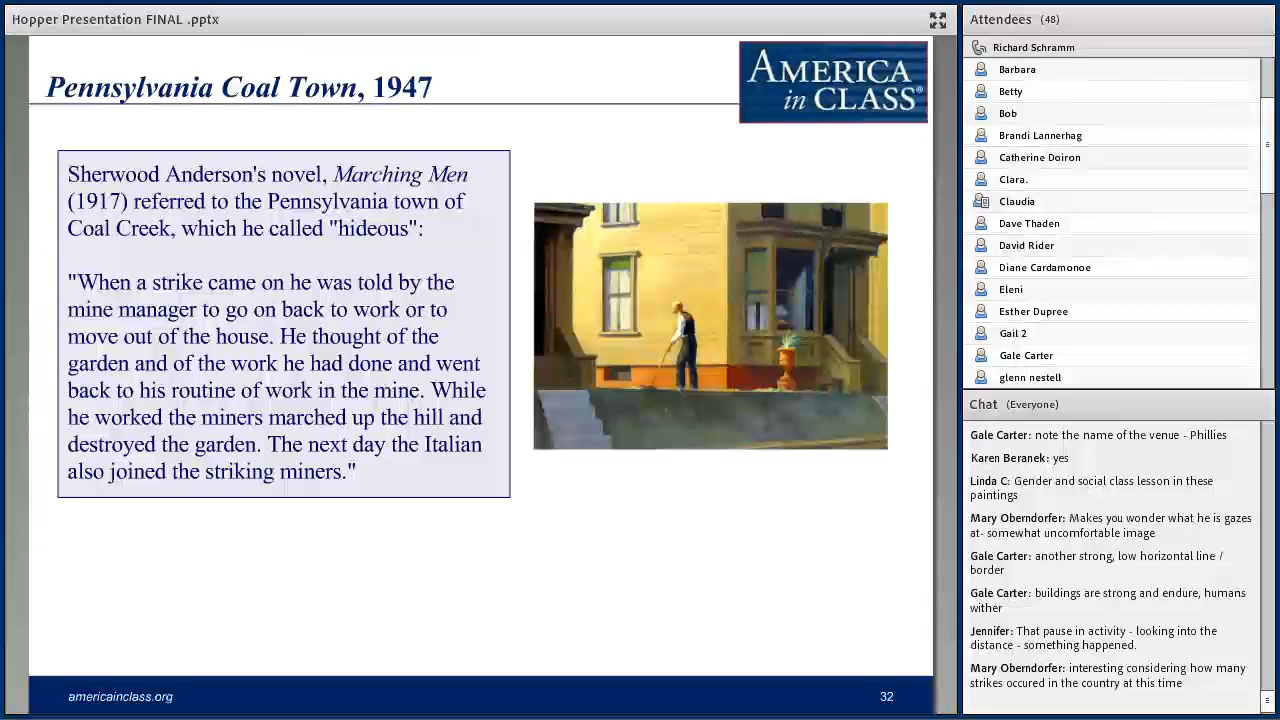 Hopper Presentation FINAL .pptx
Pennsylvania Coal Town, 1947
AMERICA
in CLASS®
Sherwood Anderson's novel, Marching Men
(1917) referred to the Pennsylvania town of
Coal Creek, which he called "hideous":
"When a strike came on he was told by the
mine manager to go on back to work or to
move out of the house. He thought of the
garden and of the work he had done and went
back to his routine of work in the mine. While
he worked the miners marched up the hill and
destroyed the garden. The next day the Italian
also joined the striking miners."
americainclass.org
32
Attendees (48)
Richard Schramm
Barbara
Betty
Bob
Brandi Lannerhag
Catherine Doiron
Clara.
Claudia
Dave Thaden
David Rider
Diane Cardamonoe
Eleni
Esther Dupree
Gail 2
Gale Carter
glenn nestell
Chat (Everyone)
Gale Carter: note the name of the venue - Phillies
Karen Beranek: yes
Linda C: Gender and social class lesson in these
paintings
Mary Oberndorfer: Makes you wonder what he is gazes
at- somewhat uncomfortable image
Gale Carter: another strong, low horizontal line /
border
Gale Carter: buildings are strong and endure, humans
wither
Jennifer: That pause in activity - looking into the
distance - something happened.
Mary Oberndorfer: interesting considering how many
strikes occured in the country at this time